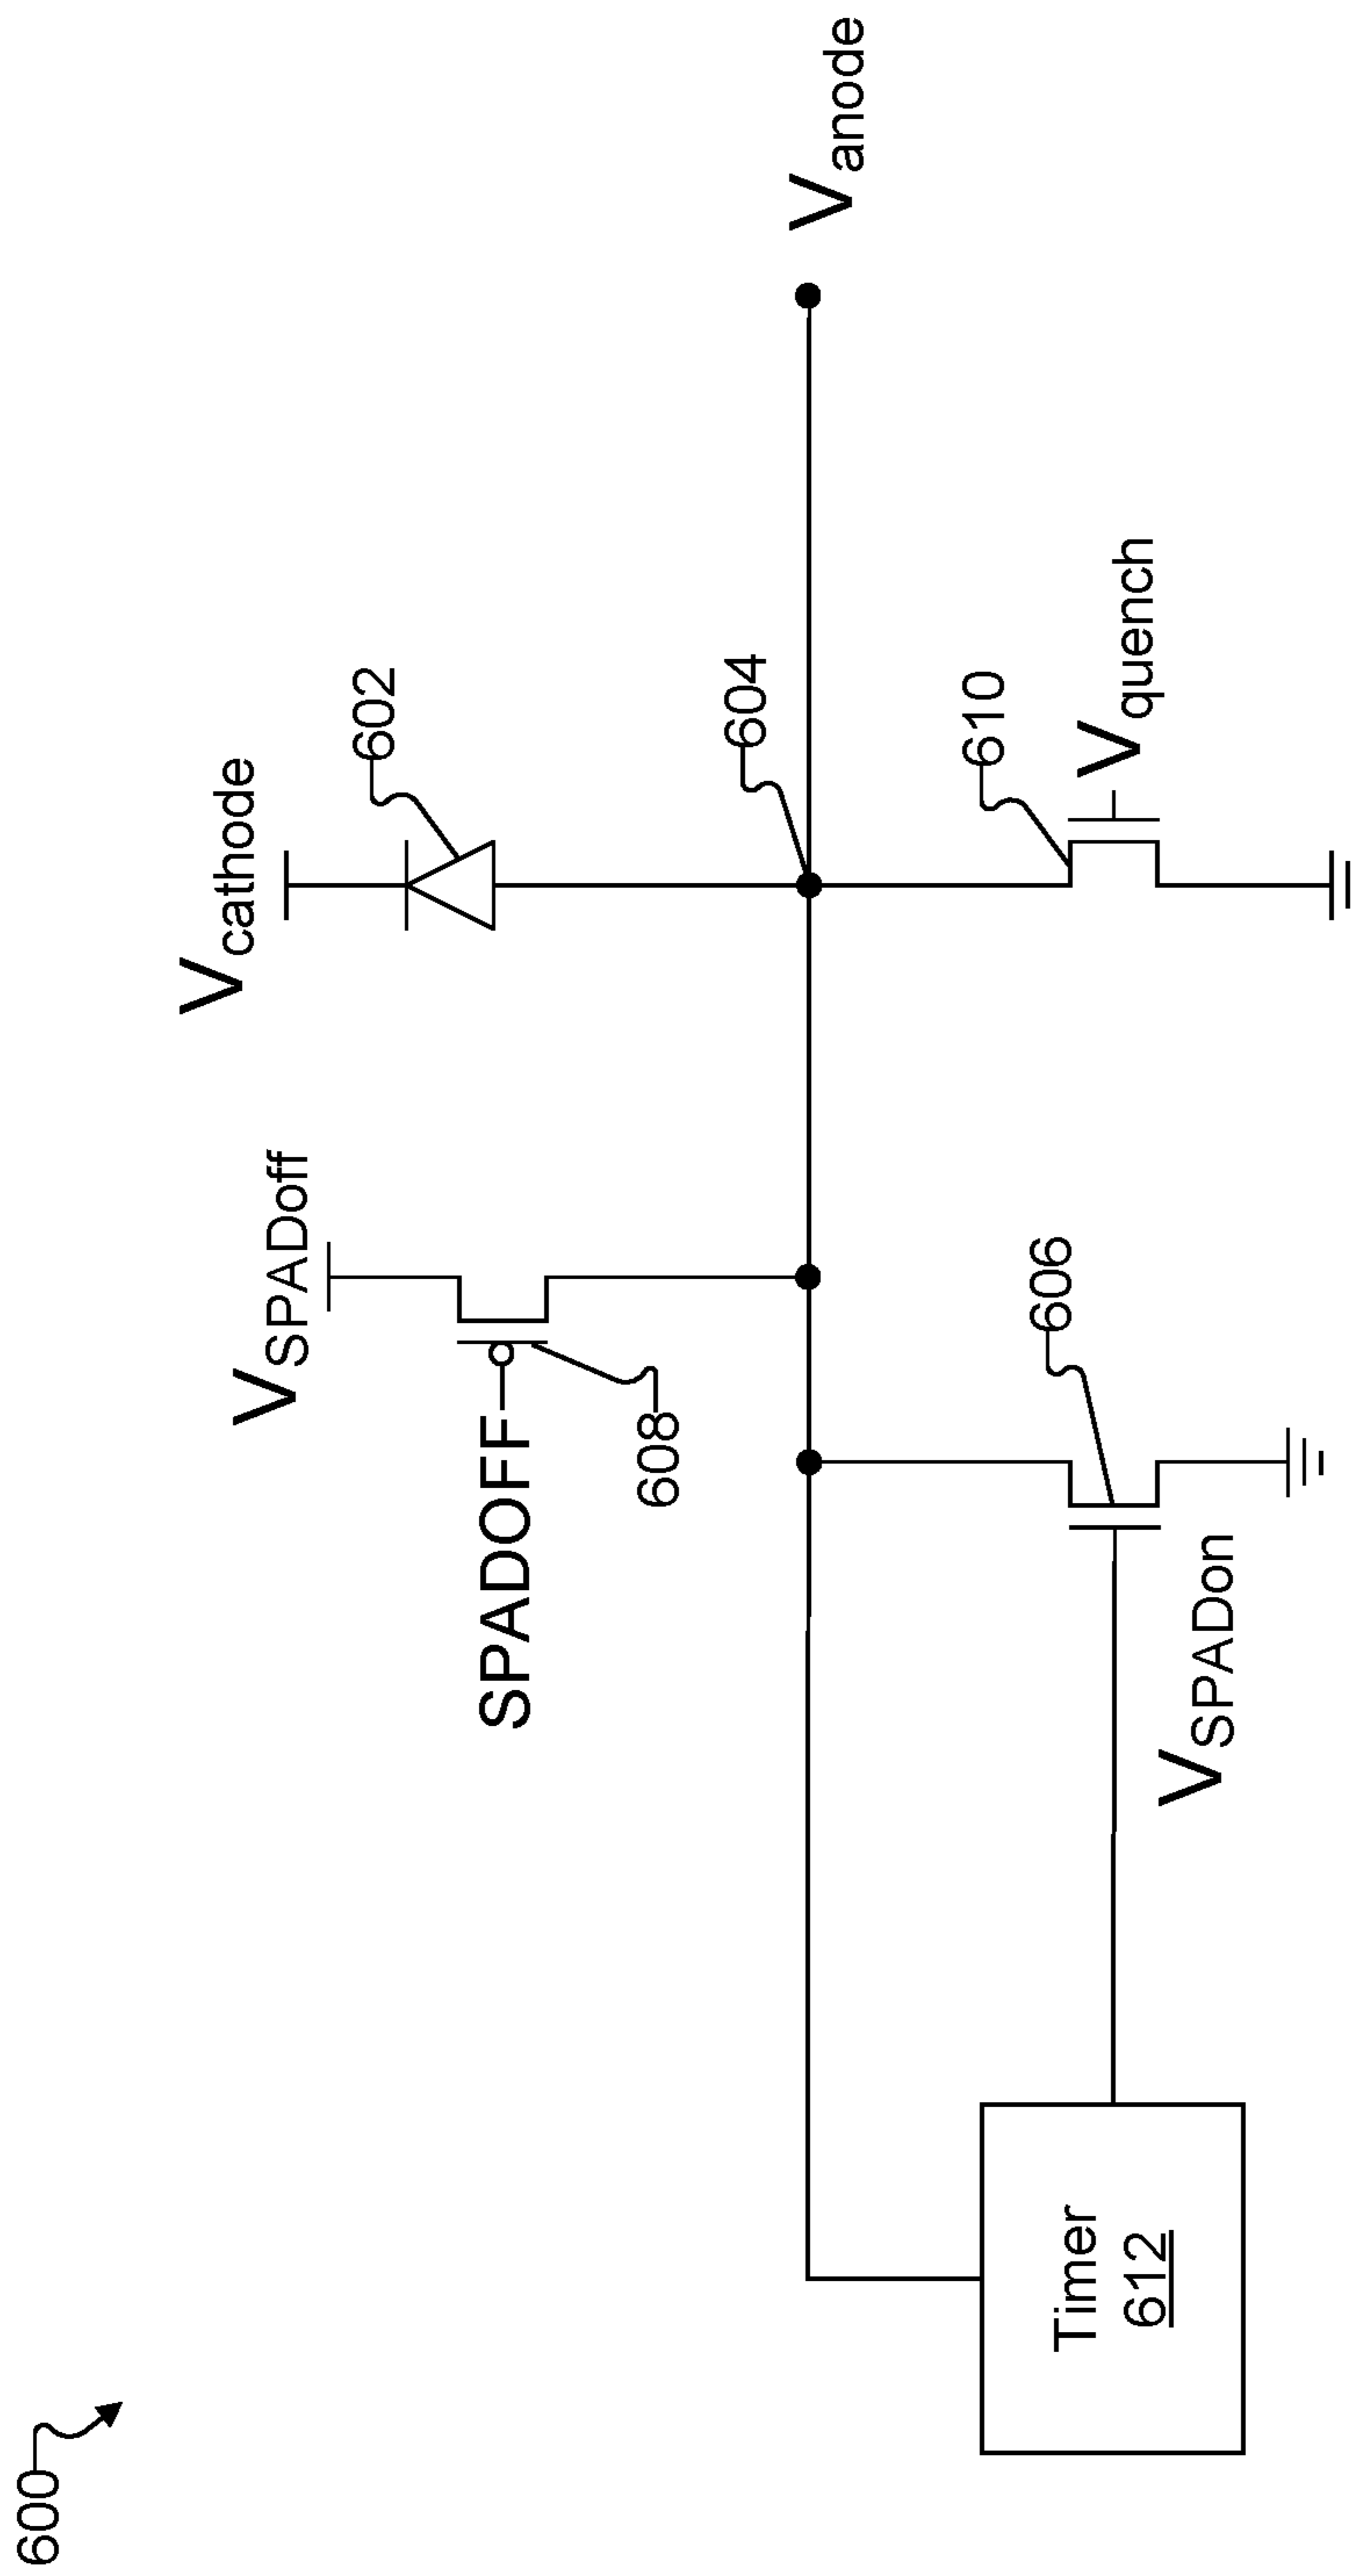 600
Vcathode
602
VSPADoff
SPADOFF
608
604
Vanode
606
610
Vquench
VSPADon
Timer
612